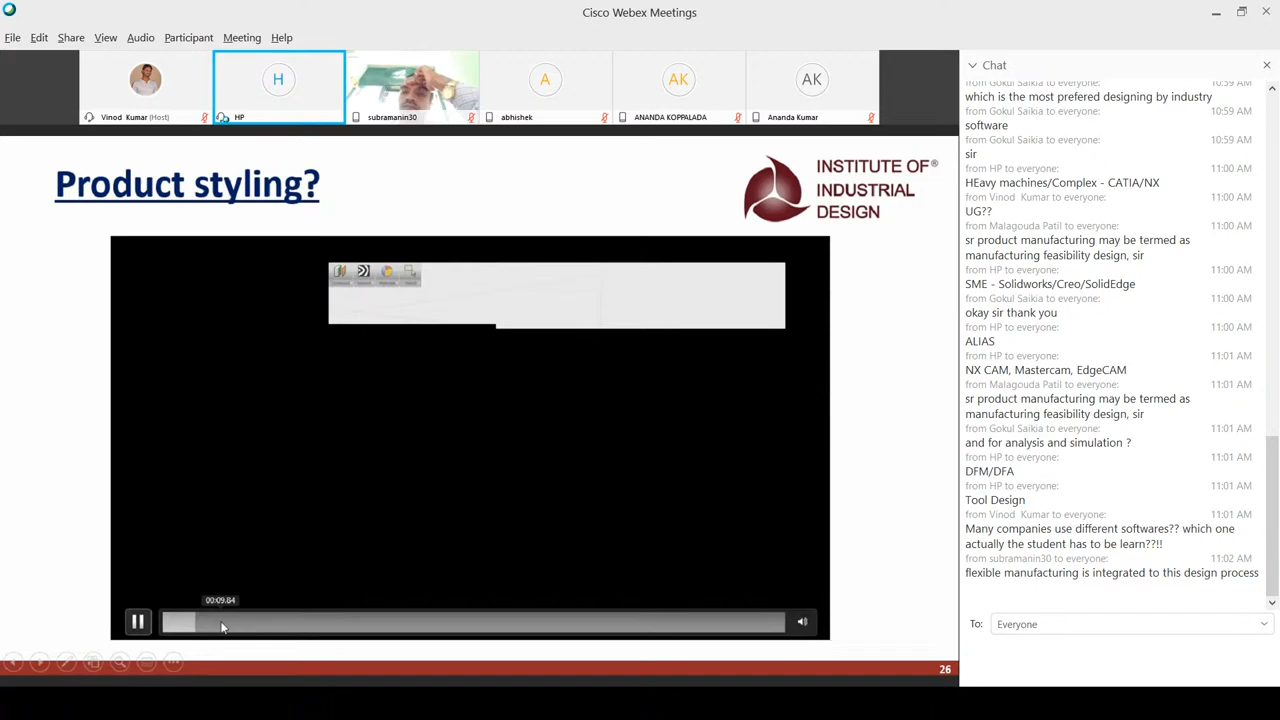 Cisco Webex Meetings
File Edit Share View Audio Participant Meeting Help
Vinod Kumar (Host)
H
HP
subramanin30
A
abhishek
AK
ANANDA KOPPALADA
AK
Ananda Kumar
Product styling?
INSTITUTE OF®
INDUSTRIAL
DESIGN
00:09.84
26
Chat
from Gokul Saikia to everyone: 10:59 AM
which is the most prefered designing by industry
from Gokul Saikia to everyone: 10:59 AM
software
from Gokul Saikia to everyone: 10:59 AM
sir
from HP to everyone: 11:00 AM
HEavy machines/Complex - CATIA/NX
from Vinod Kumar to everyone: 11:00 AM
UG??
from Malagouda Patil to everyone: 11:00 AM
sr product manufacturing may be termed as
manufacturing feasibility design, sir
from HP to everyone: 11:00 AM
SME - Solidworks/Creo/SolidEdge
from Gokul Saikia to everyone: 11:00 AM
okay sir thank you
from HP to everyone: 11:01 AM
ALIAS
from HP to everyone: 11:01 AM
NX CAM, Mastercam, EdgeCAM
from Malagouda Patil to everyone: 11:01 AM
sr product manufacturing may be termed as
manufacturing feasibility design, sir
from Gokul Saikia to everyone: 11:01 AM
and for analysis and simulation ?
from HP to everyone: 11:01 AM
DFM/DFA
from HP to everyone: 11:01 AM
Tool Design
from Vinod Kumar to everyone: 11:01 AM
Many companies use different softwares?? which one
actually the student has to be learn??!!
from subramanin30 to everyone: 11:02 AM
flexible manufacturing is integrated to this design process
To: Everyone